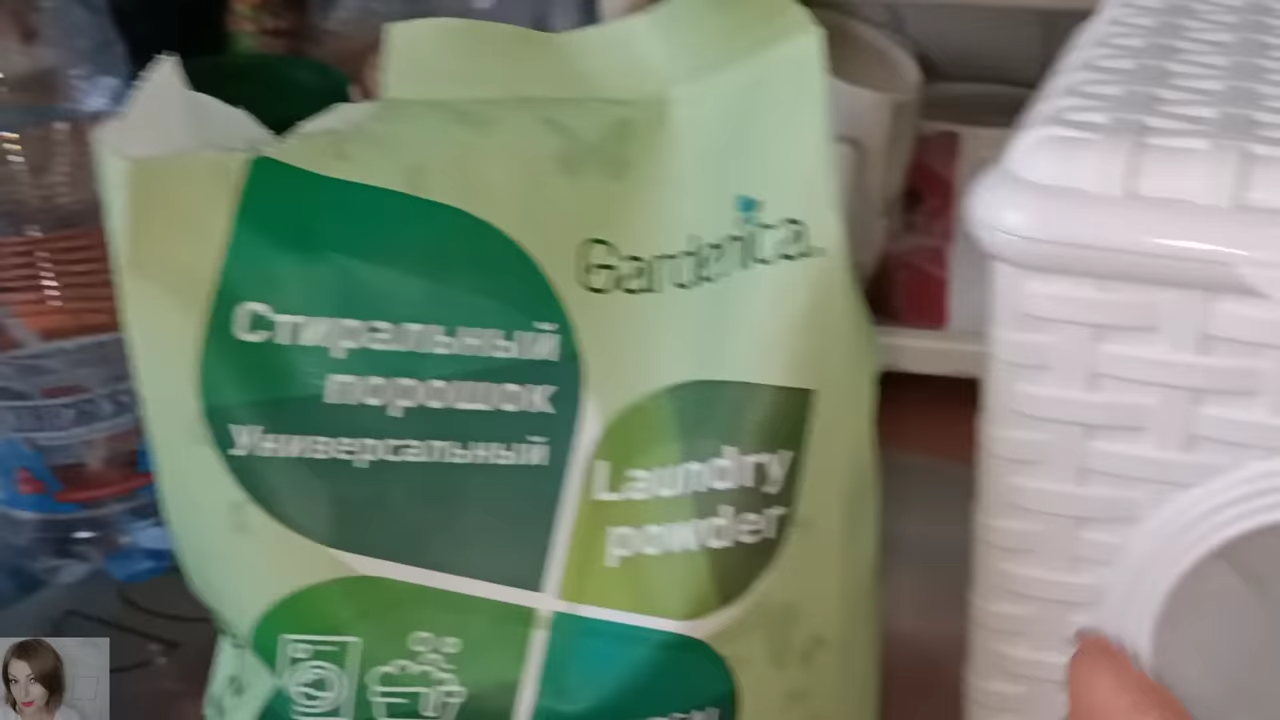 Gardenica
Стиральный
порошок
Универсальный
Laundry
powder